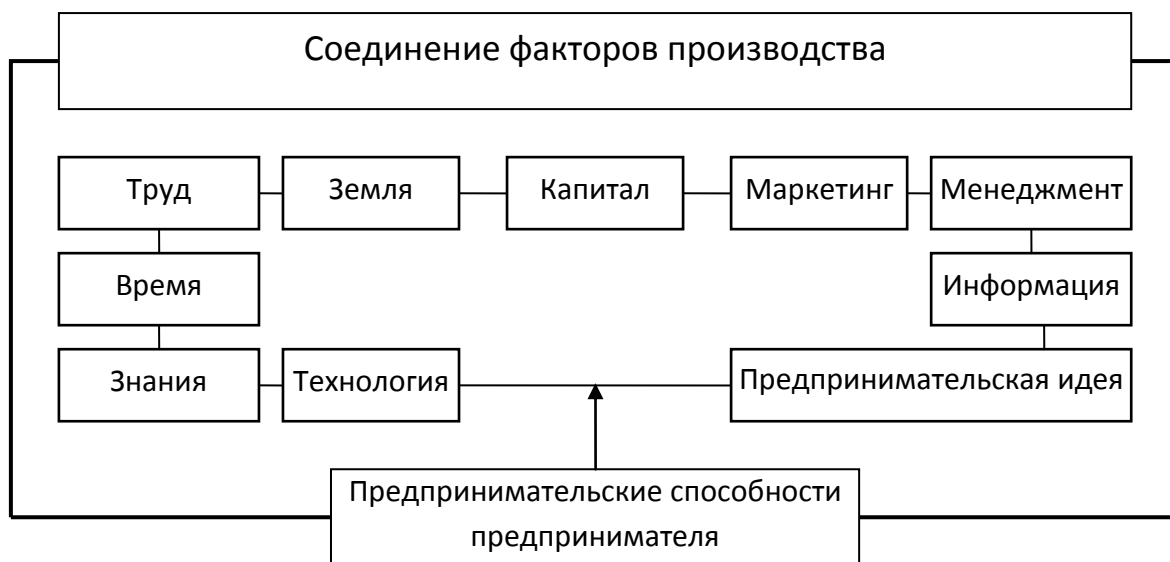 Соединение факторов производства
Труд
Земля
Капитал
Маркетинг
Менеджмент
Время
Информация
Знания
Технология
Предпринимательская идея
Предпринимательские способности
предпринимателя